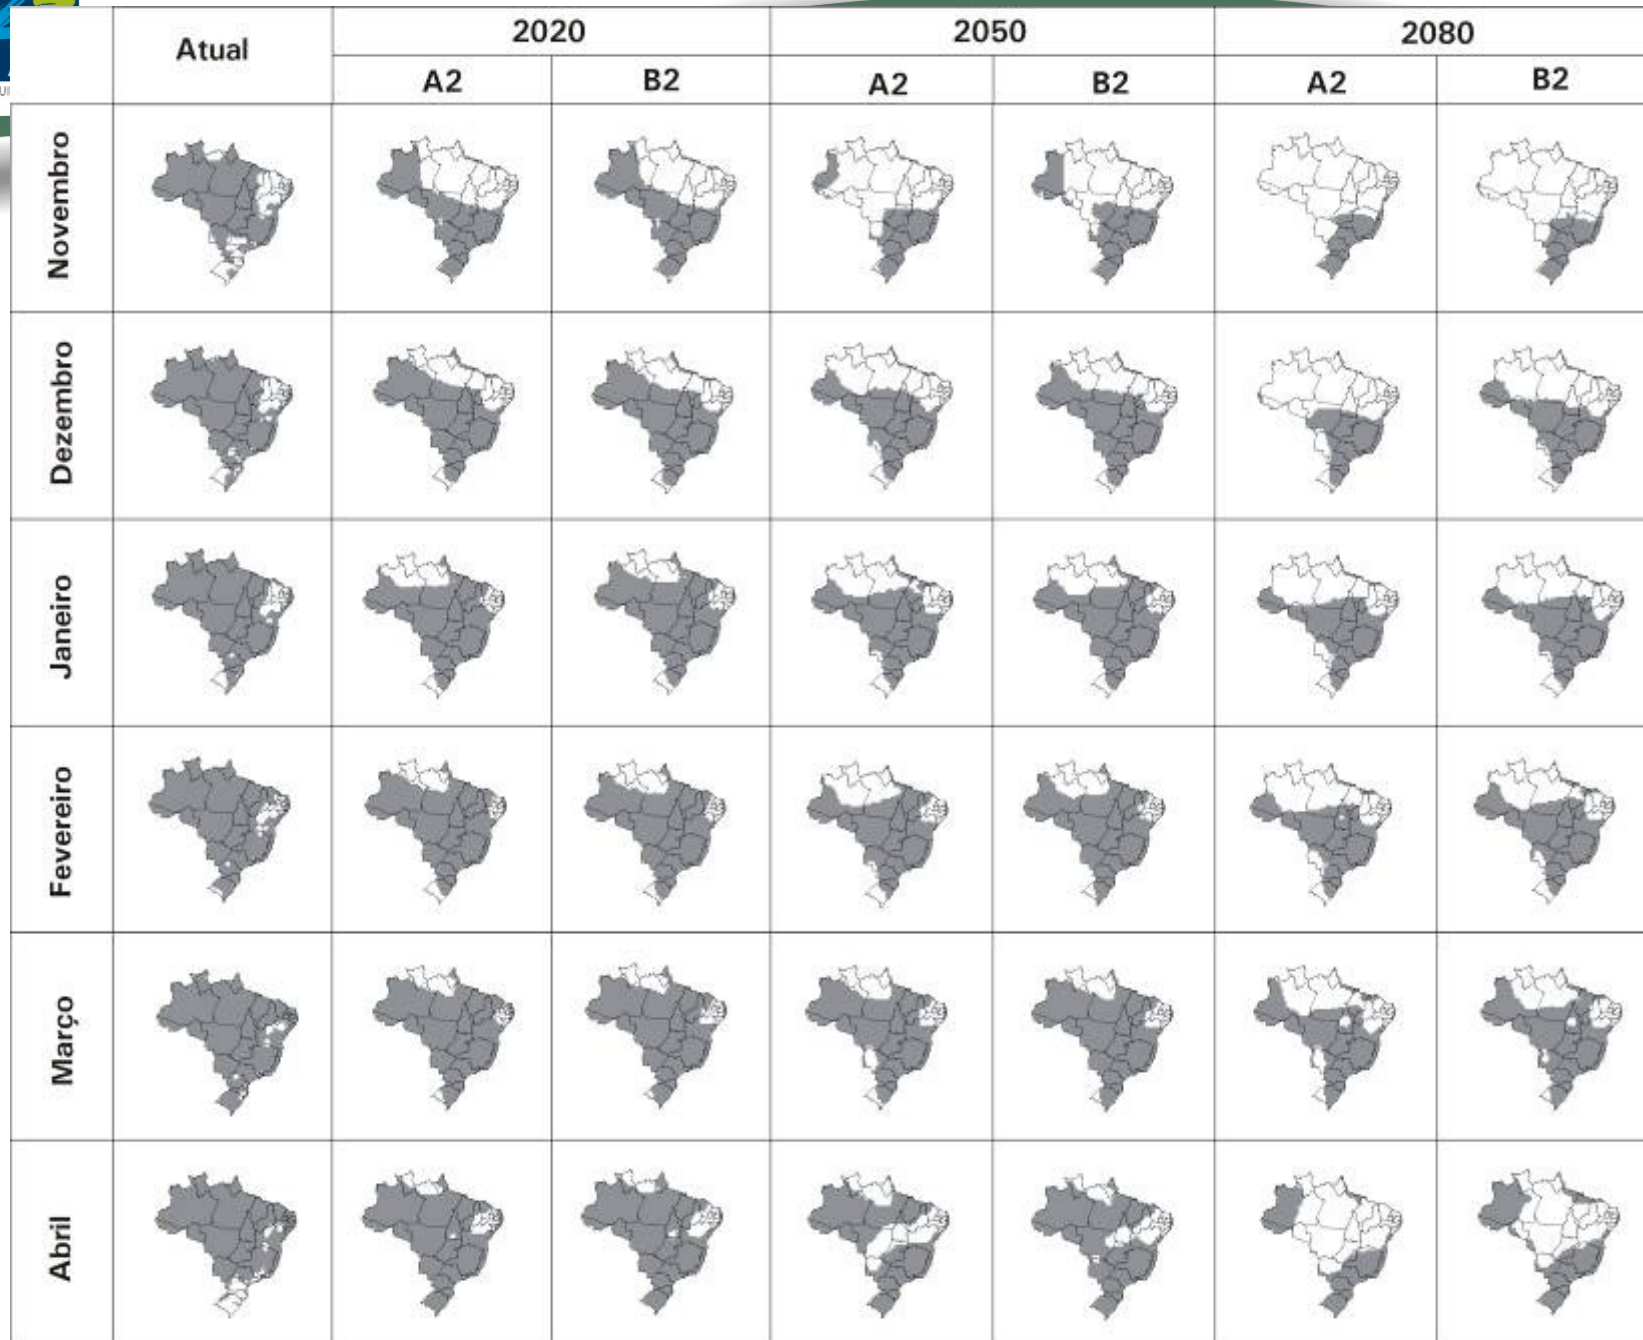 Atual 2020 2050 2080
A2 B2 A2 B2 A2 B2
Novembro
Dezembro
Janeiro
Fevereiro
Março
Abril